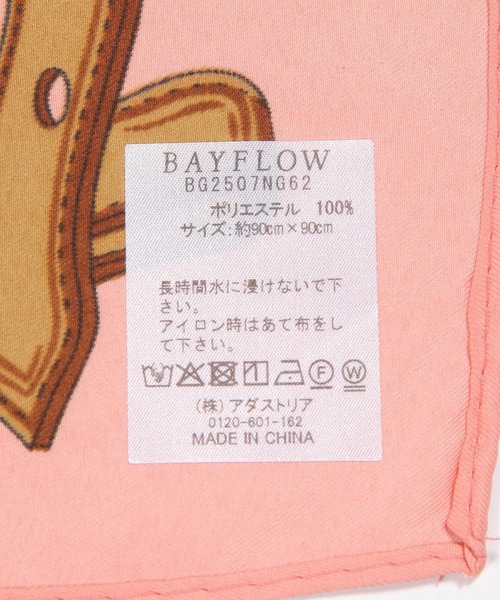 BAYFLOW
BG2507NG62
ポリエステル 100%
サイズ:約90cm×90cm
長時間水に浸けないで下
さい。
アイロン時はあて布をし
て下さい。
Ⓕ Ⓦ
(株) アダストリア
0120-601-162
MADE IN CHINA